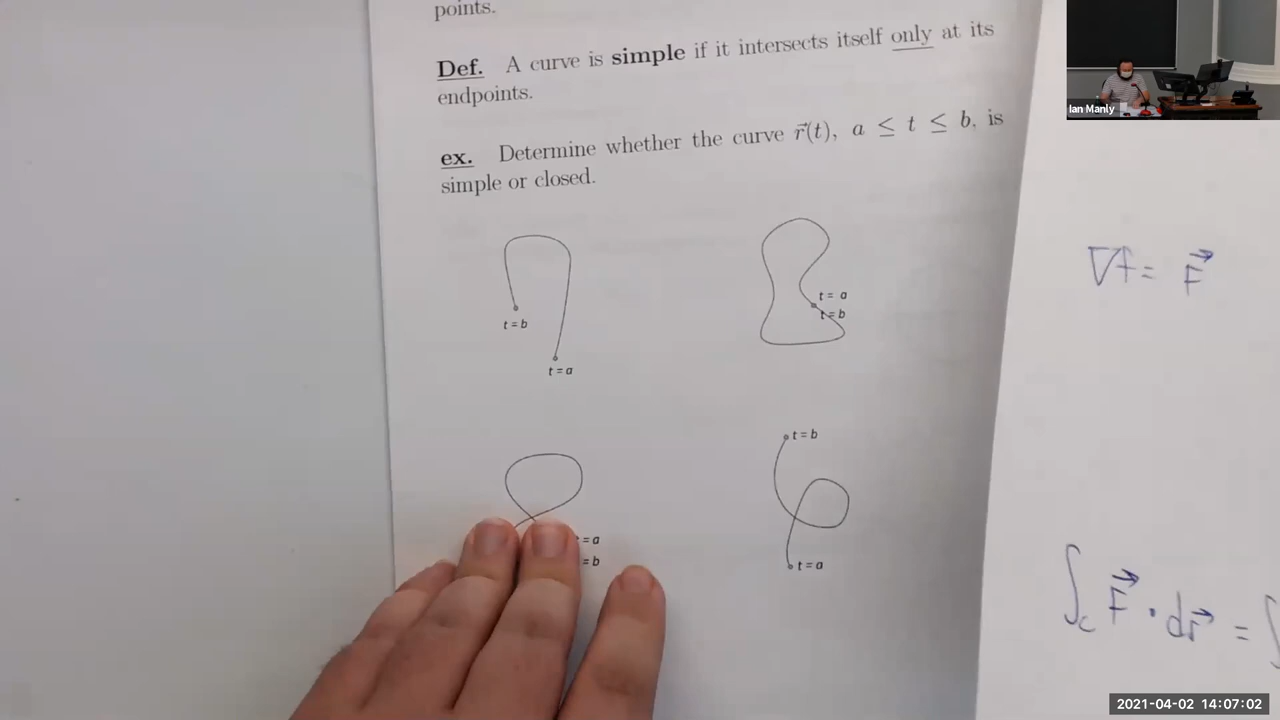 points.
Def. A curve is simple if it intersects itself only at its
endpoints.
ex. Determine whether the curve r⃗(t), a ≤ t ≤ b, is
simple or closed.
t = b
t = a
t = a
t = b
= a
= b
t = b
t = a
∇f = F⃗
∫_C F⃗ · dr⃗ =
Ian Manly
2021-04-02 14:07:02